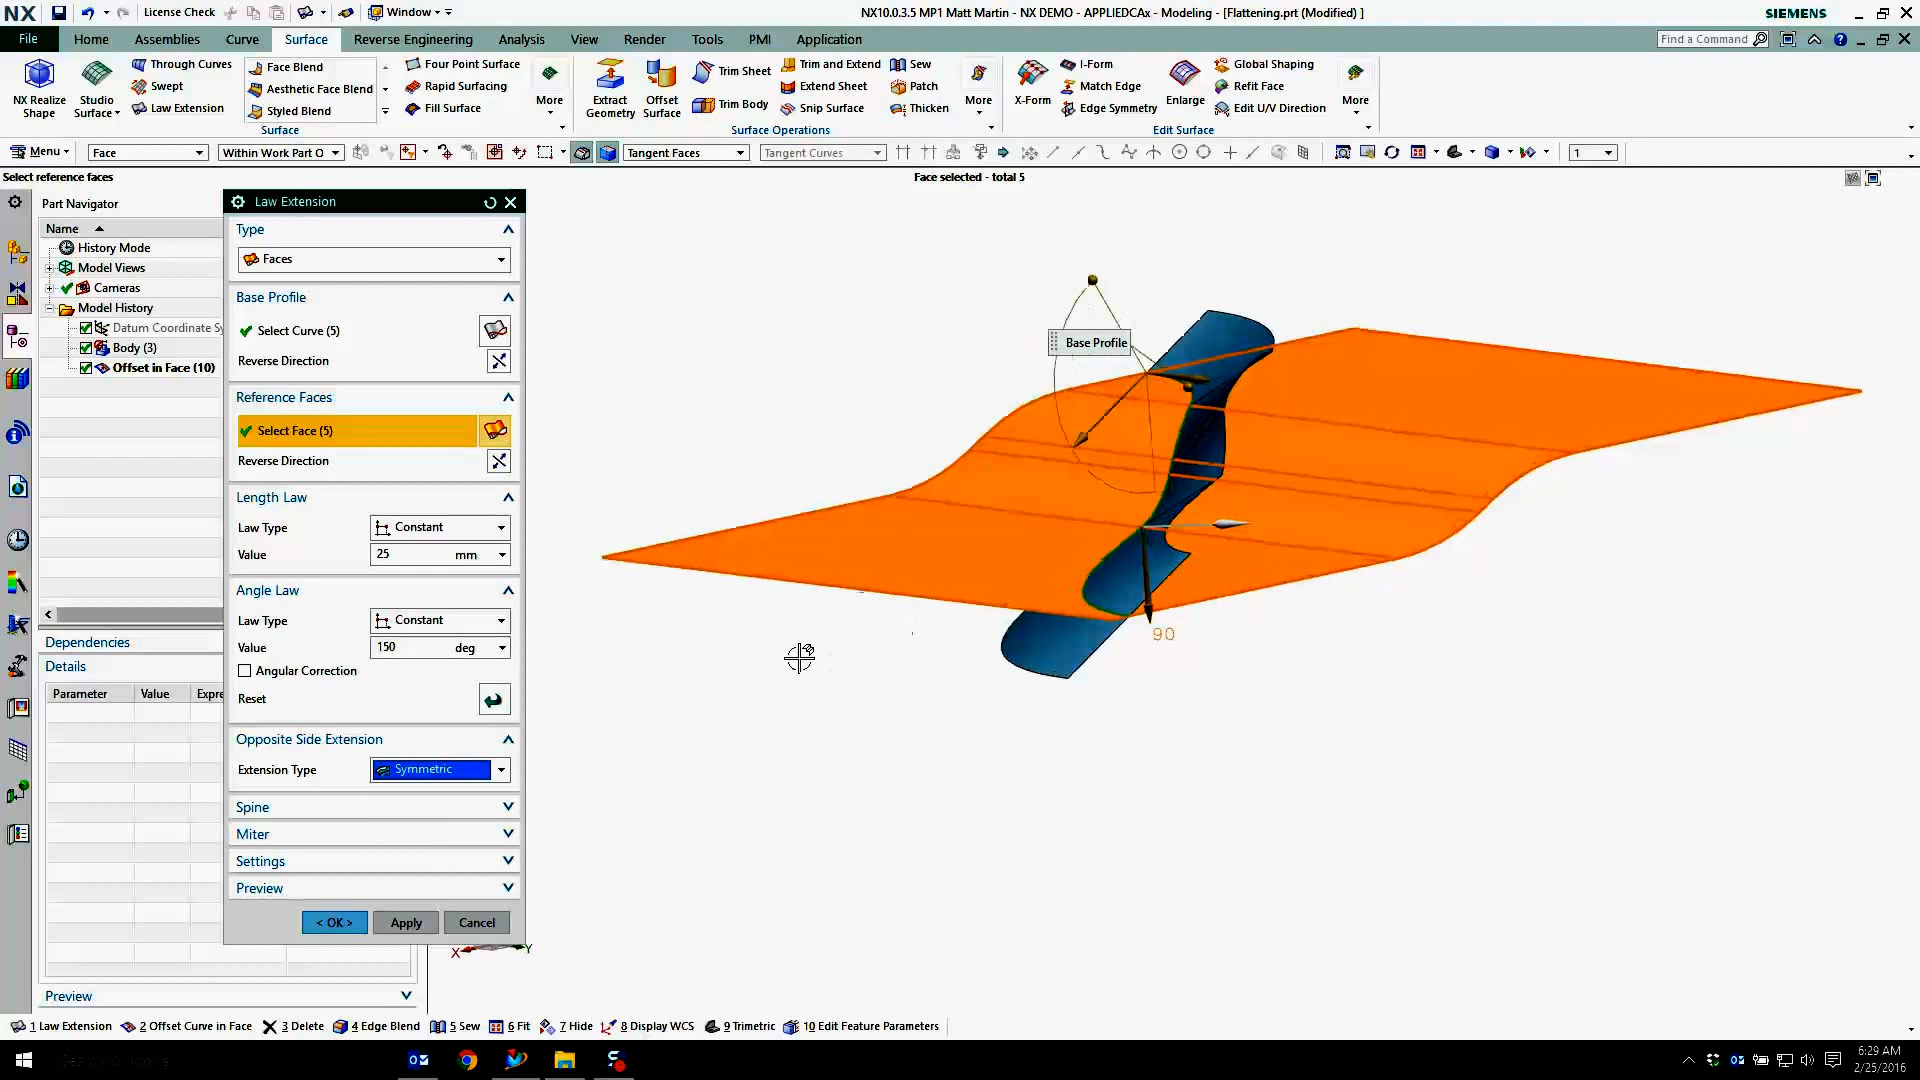 NX License Check Window NX10.0.3.5 MP1 Matt Martin - NX DEMO - APPLIEDCAx - Modeling - [Flattening.prt (Modified) ] SIEMENS
File Home Assemblies Curve Surface Reverse Engineering Analysis View Render Tools PMI Application Find a Command
NX Realize Shape
Studio Surface
Through Curves
Swept
Law Extension
Face Blend
Aesthetic Face Blend
Styled Blend
Four Point Surface
Rapid Surfacing
Fill Surface
More
Surface
Extract Geometry
Offset Surface
Trim Sheet
Trim Body
Trim and Extend
Extend Sheet
Snip Surface
Sew
Patch
Thicken
More
Surface Operations
X-Form
I-Form
Match Edge
Edge Symmetry
Enlarge
Global Shaping
Refit Face
Edit U/V Direction
More
Edit Surface
Menu Face Within Work Part O Tangent Faces Tangent Curves 1
Select reference faces Face selected - total 5
Part Navigator
Name
History Mode
Model Views
Cameras
Model History
Datum Coordinate Sy
Body (3)
Offset in Face (10)
Dependencies
Details
Parameter Value Expre
Preview
Law Extension
Type
Faces
Base Profile
Select Curve (5)
Reverse Direction
Reference Faces
Select Face (5)
Reverse Direction
Length Law
Law Type Constant
Value 25 mm
Angle Law
Law Type Constant
Value 150 deg
Angular Correction
Reset
Opposite Side Extension
Extension Type Symmetric
Spine
Miter
Settings
Preview
< OK > Apply Cancel
Base Profile
90
X Y
1 Law Extension 2 Offset Curve in Face 3 Delete 4 Edge Blend 5 Sew 6 Fit 7 Hide 8 Display WCS 9 Trimetric 10 Edit Feature Parameters
Search Windows
6:29 AM
2/25/2016